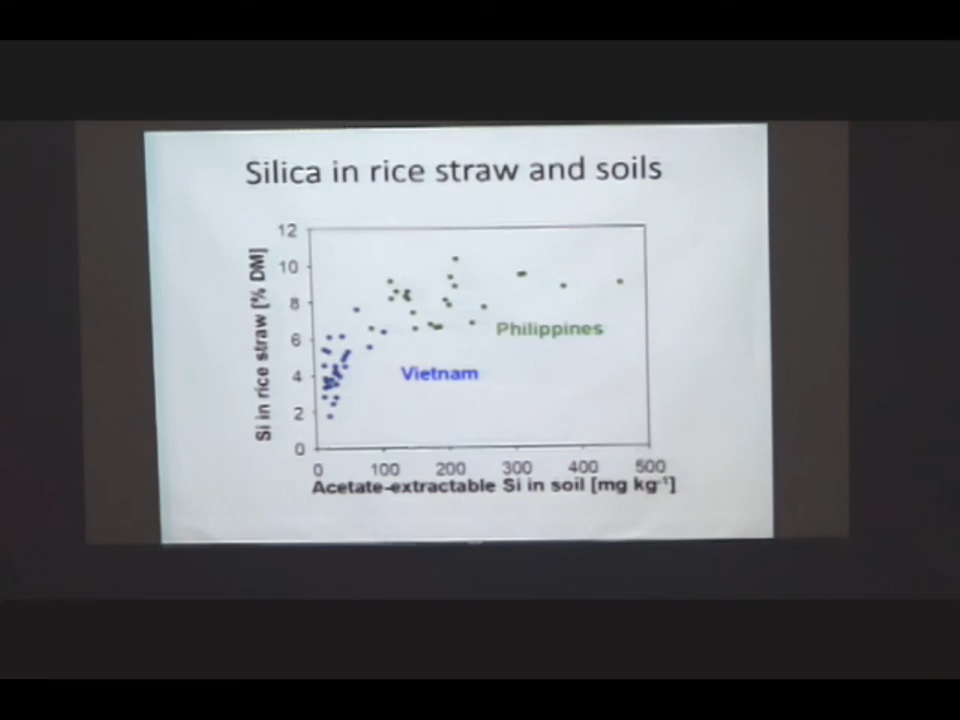 Silica in rice straw and soils
Si in rice straw [% DM]
12
10
8
6
4
2
0
Philippines
Vietnam
0 100 200 300 400 500
Acetate-extractable Si in soil [mg kg⁻¹]